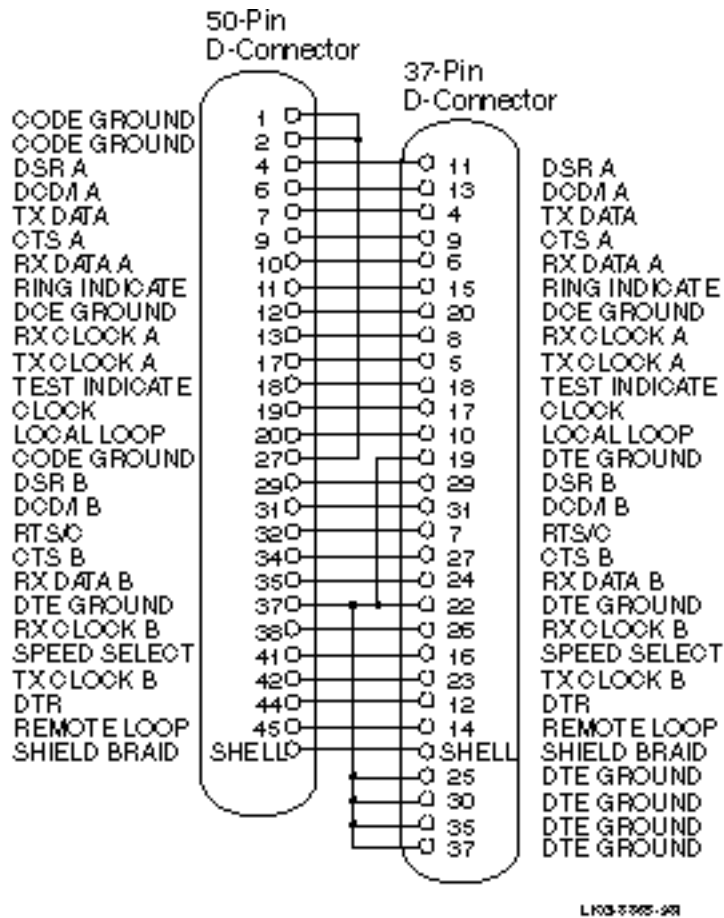 50-Pin
D-Connector
37-Pin
D-Connector
CODE GROUND 1
CODE GROUND 2
DSR A 4 11 DSR A
DCD/I A 6 13 DCD/I A
TX DATA 7 4 TX DATA
CTS A 9 9 CTS A
RX DATA A 10 6 RX DATA A
RING INDICATE 11 15 RING INDICATE
DCE GROUND 12 20 DCE GROUND
RX CLOCK A 13 8 RX CLOCK A
TX CLOCK A 17 5 TX CLOCK A
TEST INDICATE 18 18 TEST INDICATE
CLOCK 19 17 CLOCK
LOCAL LOOP 20 10 LOCAL LOOP
CODE GROUND 27 19 DTE GROUND
DSR B 29 29 DSR B
DCD/I B 31 31 DCD/I B
RTS/C 32 7 RTS/C
CTS B 34 27 CTS B
RX DATA B 35 24 RX DATA B
DTE GROUND 37 22 DTE GROUND
RX CLOCK B 38 26 RX CLOCK B
SPEED SELECT 41 16 SPEED SELECT
TX CLOCK B 42 23 TX CLOCK B
DTR 44 12 DTR
REMOTE LOOP 45 14 REMOTE LOOP
SHIELD BRAID SHELL SHELL SHIELD BRAID
25 DTE GROUND
30 DTE GROUND
35 DTE GROUND
37 DTE GROUND